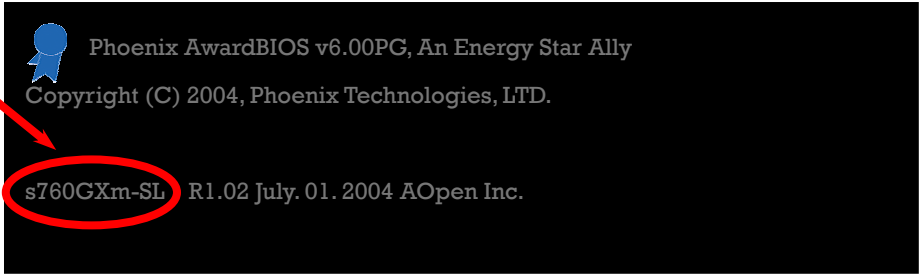 Phoenix AwardBIOS v6.00PG, An Energy Star Ally
Copyright (C) 2004, Phoenix Technologies, LTD.
s760GXm-SL R1.02 July. 01. 2004 AOpen Inc.